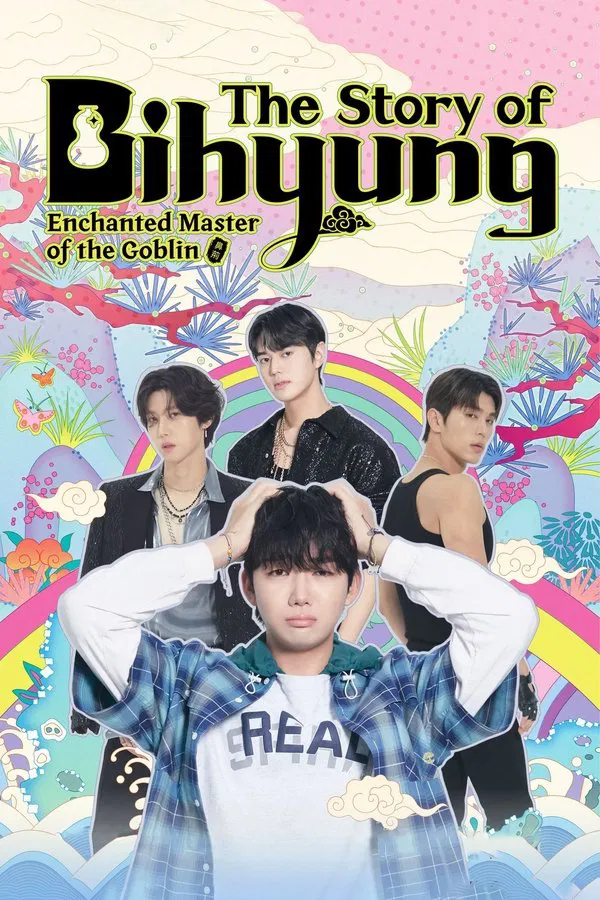 The Story of
Bihyung
Enchanted Master
of the Goblin
REAL